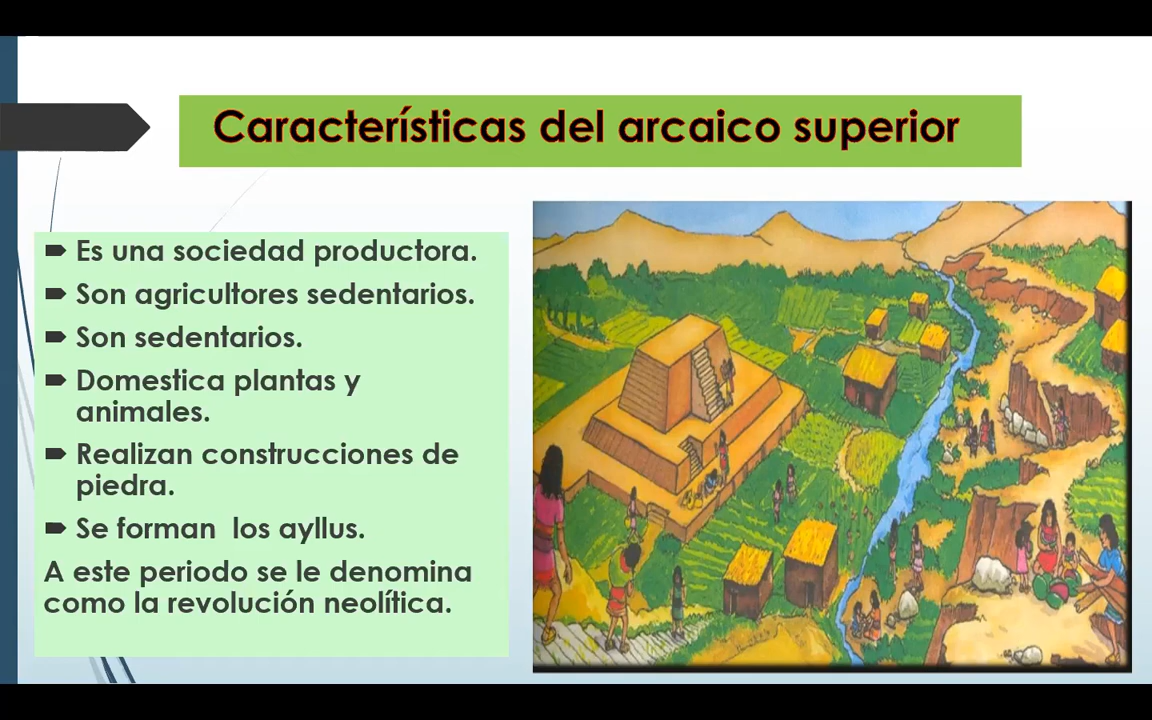 Características del arcaico superior
Es una sociedad productora.
Son agricultores sedentarios.
Son sedentarios.
Domestica plantas y
animales.
Realizan construcciones de
piedra.
Se forman los ayllus.
A este periodo se le denomina
como la revolución neolítica.